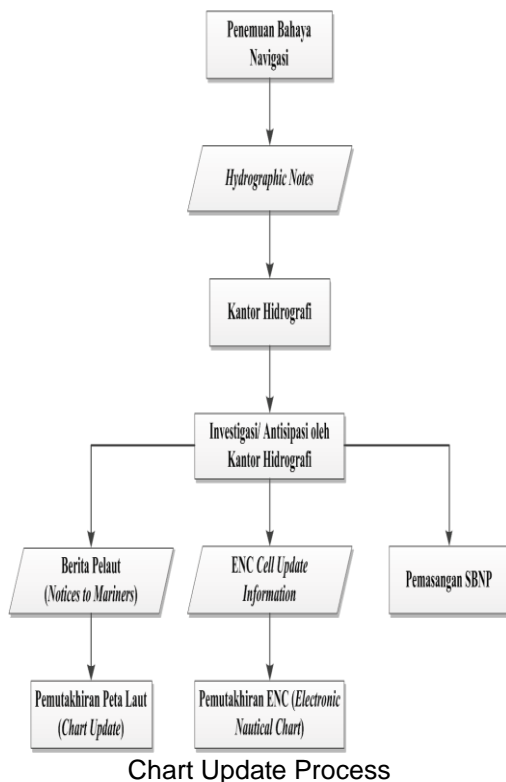 Penemuan Bahaya
Navigasi
Hydrographic Notes
Kantor Hidrografi
Investigasi/ Antisipasi oleh
Kantor Hidrografi
Berita Pelaut
(Notices to Mariners)
ENC Cell Update
Information
Pemasangan SBNP
Pemutakhiran Peta Laut
(Chart Update)
Pemutakhiran ENC (Electronic
Nautical Chart)
Chart Update Process